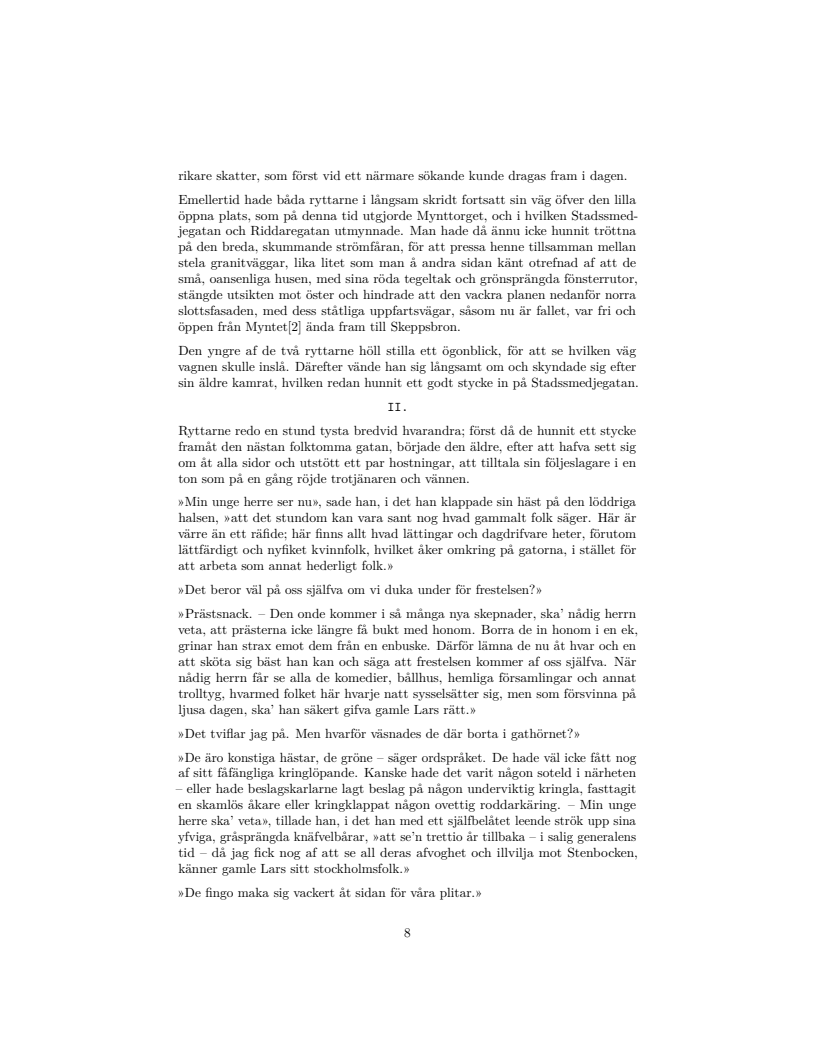 rikare skatter, som först vid ett närmare sökande kunde dragas fram i dagen.
Emellertid hade båda ryttarne i långsam skridt fortsatt sin väg öfver den lilla
öppna plats, som på denna tid utgjorde Mynttorget, och i hvilken Stadssmed-
jegatan och Riddaregatan utmynnade. Man hade då ännu icke hunnit tröttna
på den breda, skummande strömfåran, för att pressa henne tillsamman mellan
stela granitväggar, lika litet som man å andra sidan känt otrefnad af att de
små, oansenliga husen, med sina röda tegeltak och grönsprängda fönsterrutor,
stängde utsikten mot öster och hindrade att den vackra planen nedanför norra
slottsfasaden, med dess ståtliga uppfartsvägar, såsom nu är fallet, var fri och
öppen från Myntet[2] ända fram till Skeppsbron.
Den yngre af de två ryttarne höll stilla ett ögonblick, för att se hvilken väg
vagnen skulle inslå. Därefter vände han sig långsamt om och skyndade sig efter
sin äldre kamrat, hvilken redan hunnit ett godt stycke in på Stadssmedjegatan.
II.
Ryttarne redo en stund tysta bredvid hvarandra; först då de hunnit ett stycke
framåt den nästan folktomma gatan, började den äldre, efter att hafva sett sig
om åt alla sidor och utstött ett par hostningar, att tilltala sin följeslagare i en
ton som på en gång röjde trotjänaren och vännen.
»Min unge herre ser nu», sade han, i det han klappade sin häst på den löddriga
halsen, »att det stundom kan vara sant nog hvad gammalt folk säger. Här är
värre än ett räfide; här finns allt hvad lättingar och dagdrifvare heter, förutom
lättfärdigt och nyfiket kvinnfolk, hvilket åker omkring på gatorna, i stället för
att arbeta som annat hederligt folk.»
»Det beror väl på oss själfva om vi duka under för frestelsen?»
»Prästsnack. – Den onde kommer i så många nya skepnader, ska’ nådig herrn
veta, att prästerna icke längre få bukt med honom. Borra de in honom i en ek,
grinar han strax emot dem från en enbuske. Därför lämna de nu åt hvar och en
att sköta sig bäst han kan och säga att frestelsen kommer af oss själfva. När
nådig herrn får se alla de komedier, bållhus, hemliga församlingar och annat
trolltyg, hvarmed folket här hvarje natt sysselsätter sig, men som försvinna på
ljusa dagen, ska’ han säkert gifva gamle Lars rätt.»
»Det tviflar jag på. Men hvarför väsnades de där borta i gathörnet?»
»De äro konstiga hästar, de gröne – säger ordspråket. De hade väl icke fått nog
af sitt fåfängliga kringlöpande. Kanske hade det varit någon soteld i närheten
– eller hade beslagskarlarne lagt beslag på någon underviktig kringla, fasttagit
en skamlös åkare eller kringklappat någon ovettig roddarkäring. – Min unge
herre ska’ veta», tillade han, i det han med ett själfbelåtet leende strök upp sina
yfviga, gråsprängda knäfvelbårar, »att se’n trettio år tillbaka – i salig generalens
tid – då jag fick nog af att se all deras afvoghet och illvilja mot Stenbocken,
känner gamle Lars sitt stockholmsfolk.»
»De fingo maka sig vackert åt sidan för våra plitar.»
8